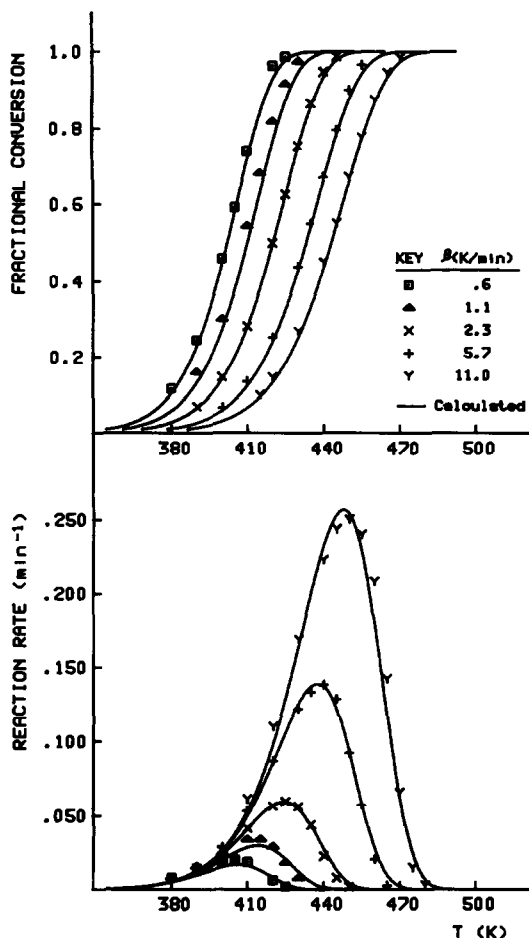 FRACTIONAL CONVERSION
1.0
0.8
0.6
0.4
0.2
KEY β(K/min)
.6
1.1
2.3
5.7
11.0
Calculated
380 410 440 470 500
REACTION RATE (min⁻¹)
.250
.200
.150
.100
.050
380 410 440 470 500
T (K)